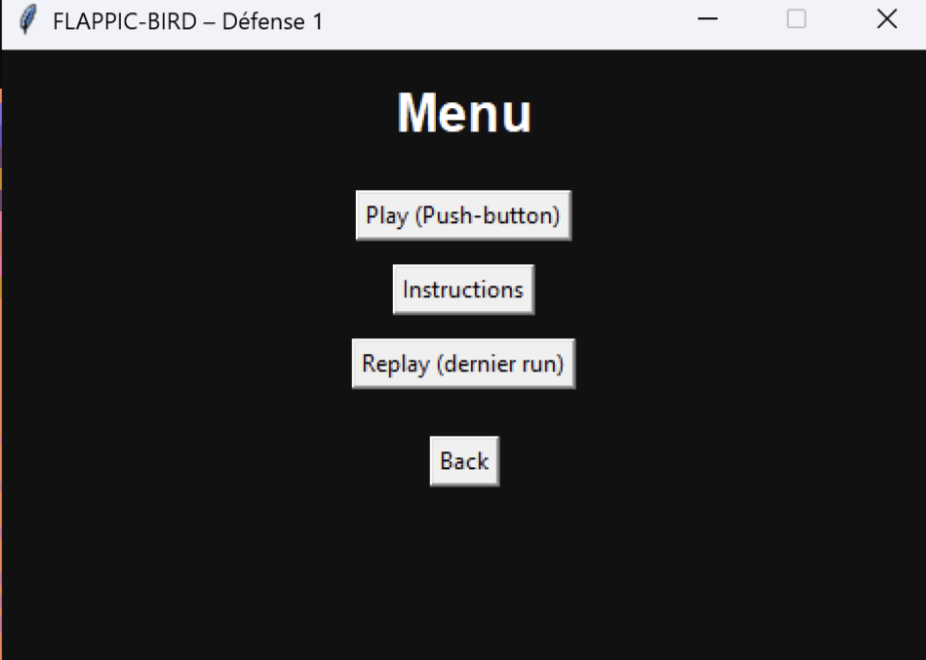 FLAPPIC-BIRD – Défense 1
Menu
Play (Push-button)
Instructions
Replay (dernier run)
Back